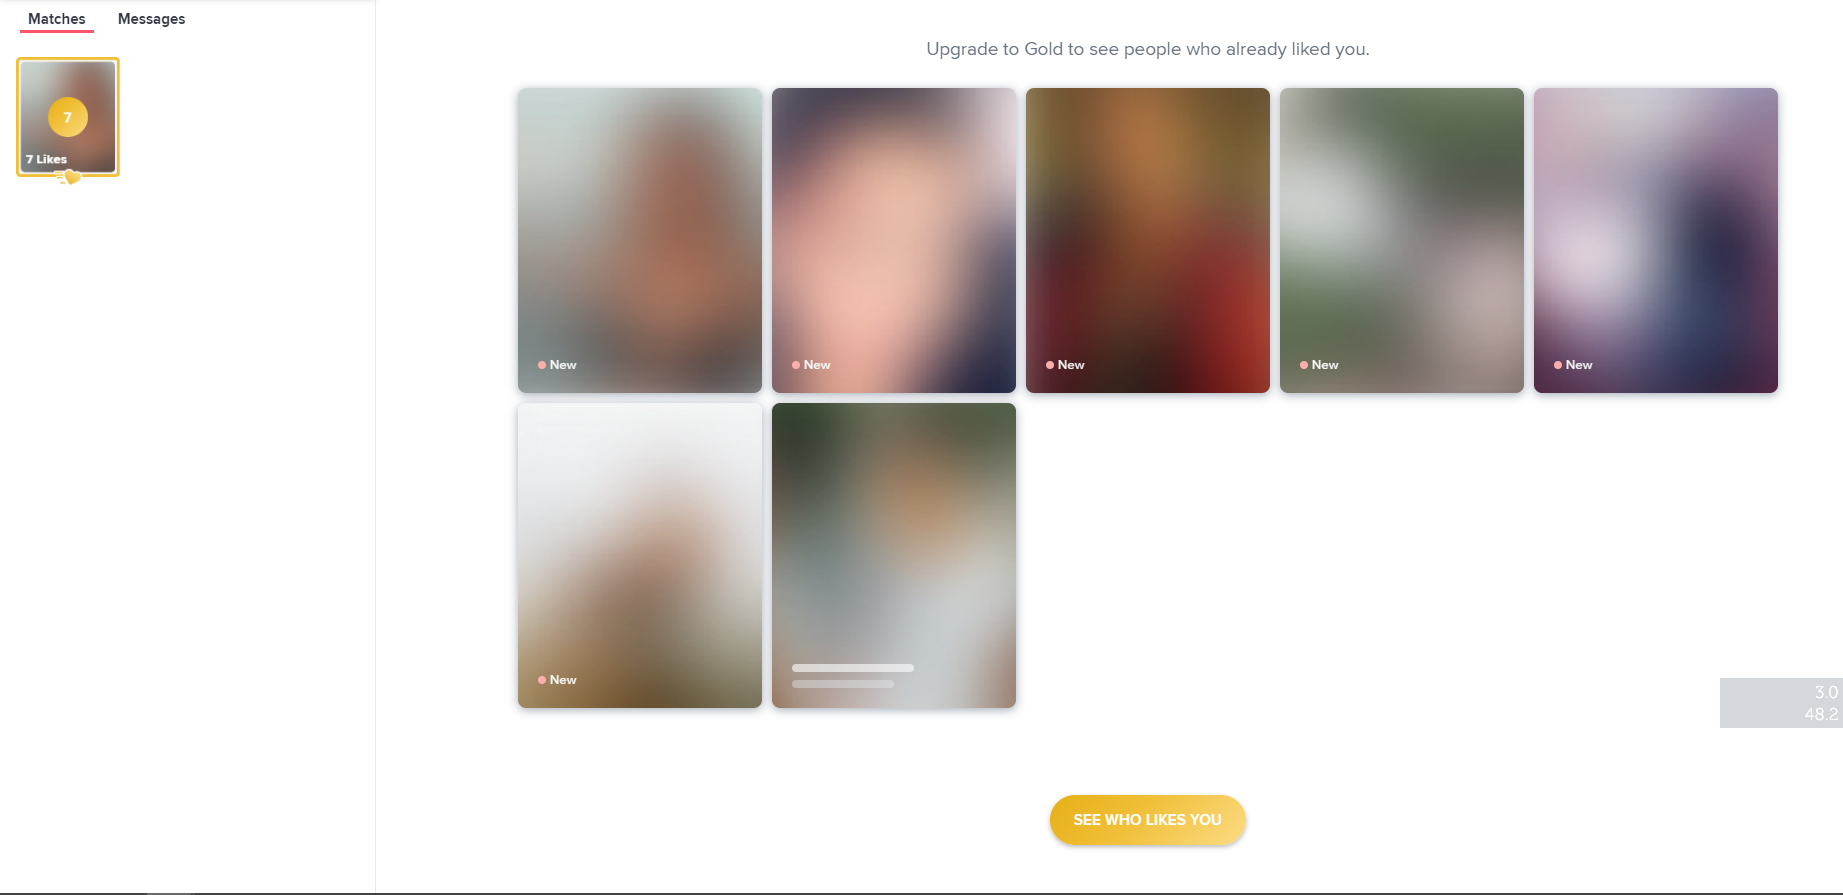 Matches
Messages
7
7 Likes
Upgrade to Gold to see people who already liked you.
New
New
New
New
New
New
3.0
48.2
SEE WHO LIKES YOU